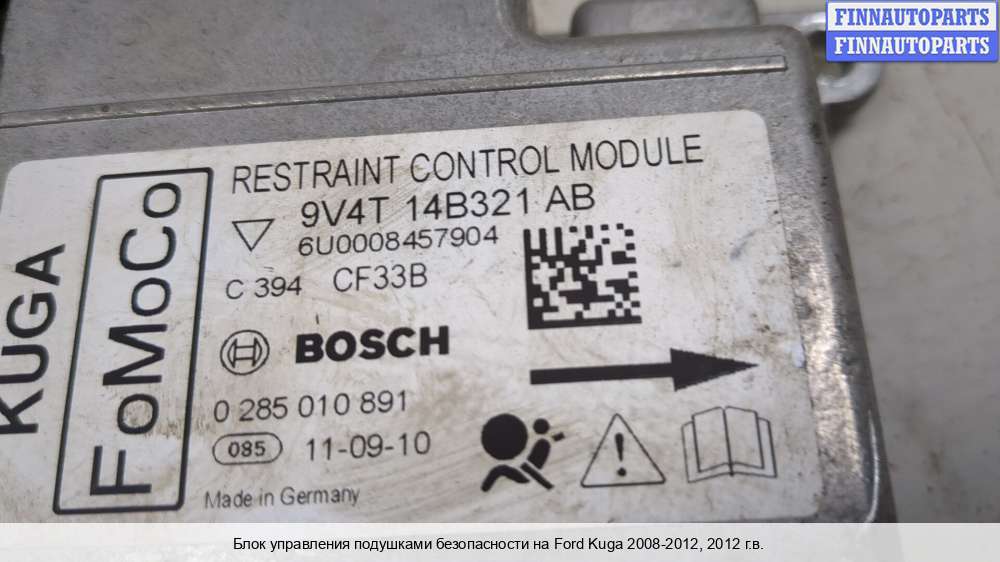 FINNAUTOPARTS
FINNAUTOPARTS
KUGA
FoMoCo
RESTRAINT CONTROL MODULE
9V4T 14B321 AB
6U0008457904
C 394 CF33B
BOSCH
0 285 010 891
085 11-09-10
Made in Germany
Блок управления подушками безопасности на Ford Kuga 2008-2012, 2012 г.в.